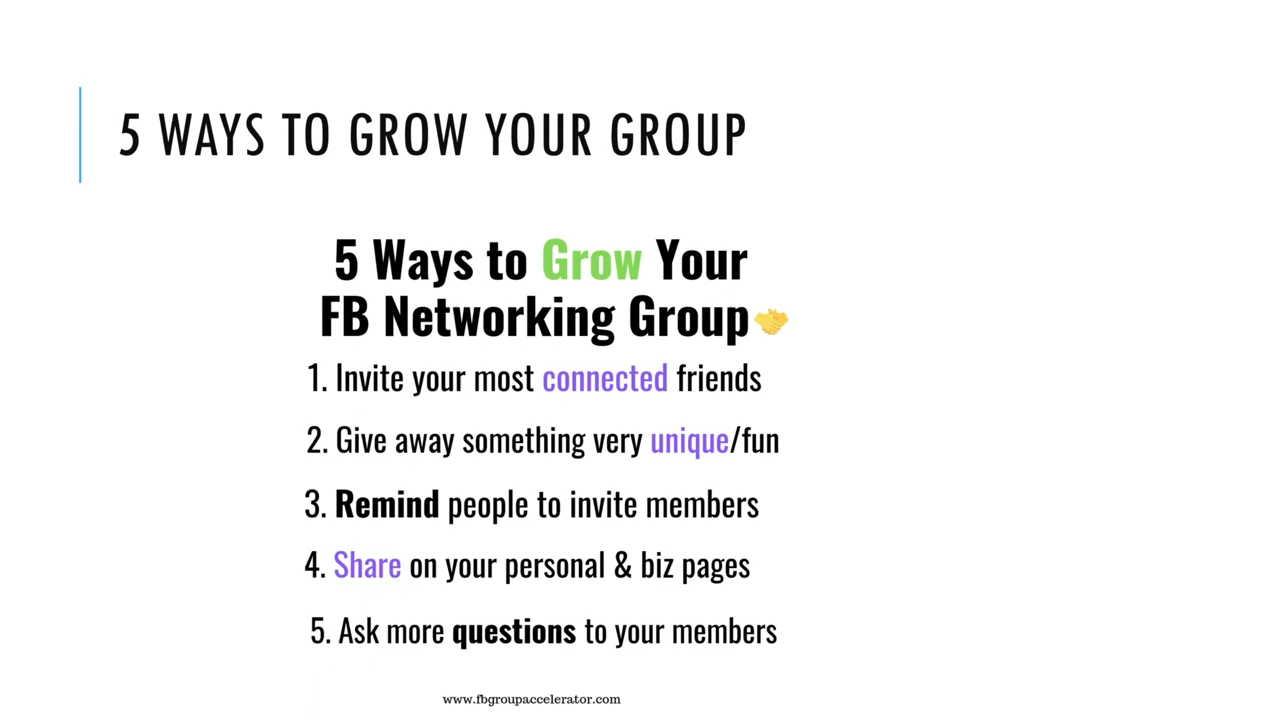 5 WAYS TO GROW YOUR GROUP
5 Ways to Grow Your
FB Networking Group🤝
1. Invite your most connected friends
2. Give away something very unique/fun
3. Remind people to invite members
4. Share on your personal & biz pages
5. Ask more questions to your members
www.fbgroupaccelerator.com